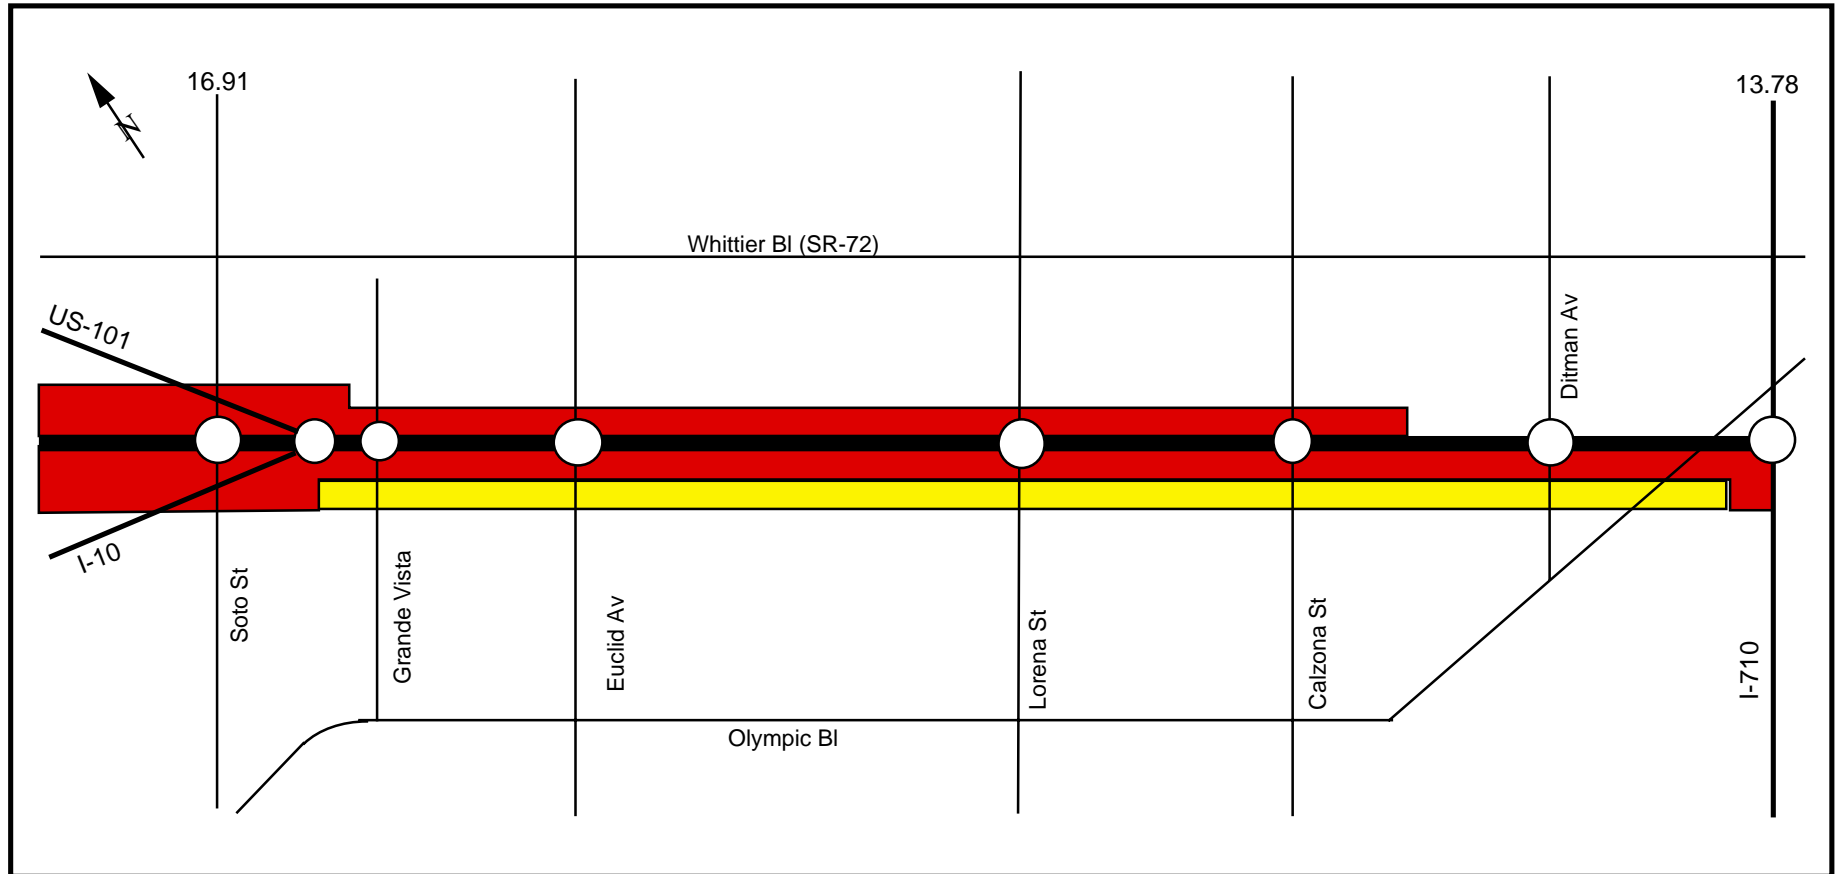 16.91
13.78
N
Whittier Bl (SR-72)
US-101
Ditman Av
I-10
Soto St
Grande Vista
Euclid Av
Lorena St
Calzona St
I-710
Olympic Bl